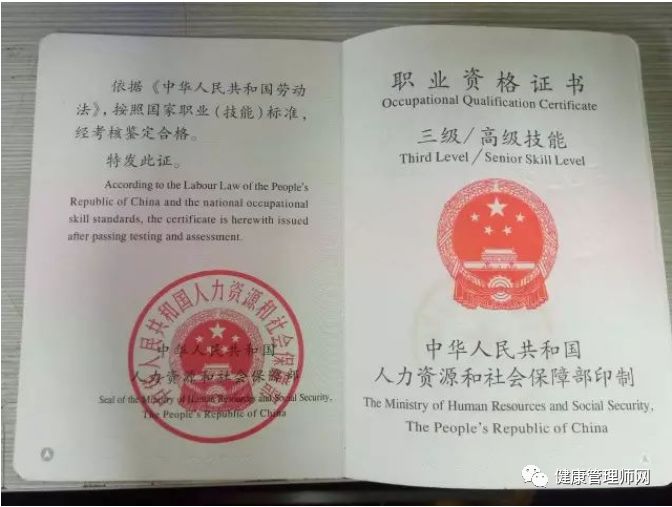 依据《中华人民共和国劳动
法》,按照国家职业(技能)标准,
经考核鉴定合格。
特发此证。
According to the Labour Law of the People's
Republic of China and the national occupational
skill standards, the certificate is herewith issued
after passing testing and assessment.
中华人民共和国人力资源和社会保障部
中华人民共和国
人力资源和社会保障部
Seal of the Ministry of Human Resources and Social Security,
The People's Republic of China
职业资格证书
Occupational Qualification Certificate
三级/高级技能
Third Level/Senior Skill Level
中华人民共和国
人力资源和社会保障部印制
The Ministry of Human Resources and Social Security,
The People's Republic of China
健康管理师网